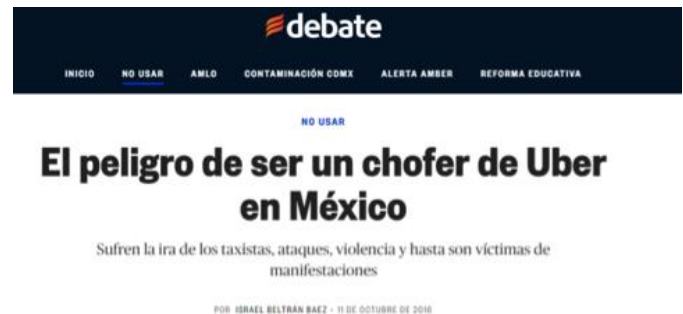 debate
INICIO NO USAR AMLO CONTAMINACIÓN CDMX ALERTA AMBER REFORMA EDUCATIVA
NO USAR
El peligro de ser un chofer de Uber
en México
Sufren la ira de los taxistas, ataques, violencia y hasta son víctimas de
manifestaciones
POR ISRAEL BELTRÁN BAEZ - 11 DE OCTUBRE DE 2016